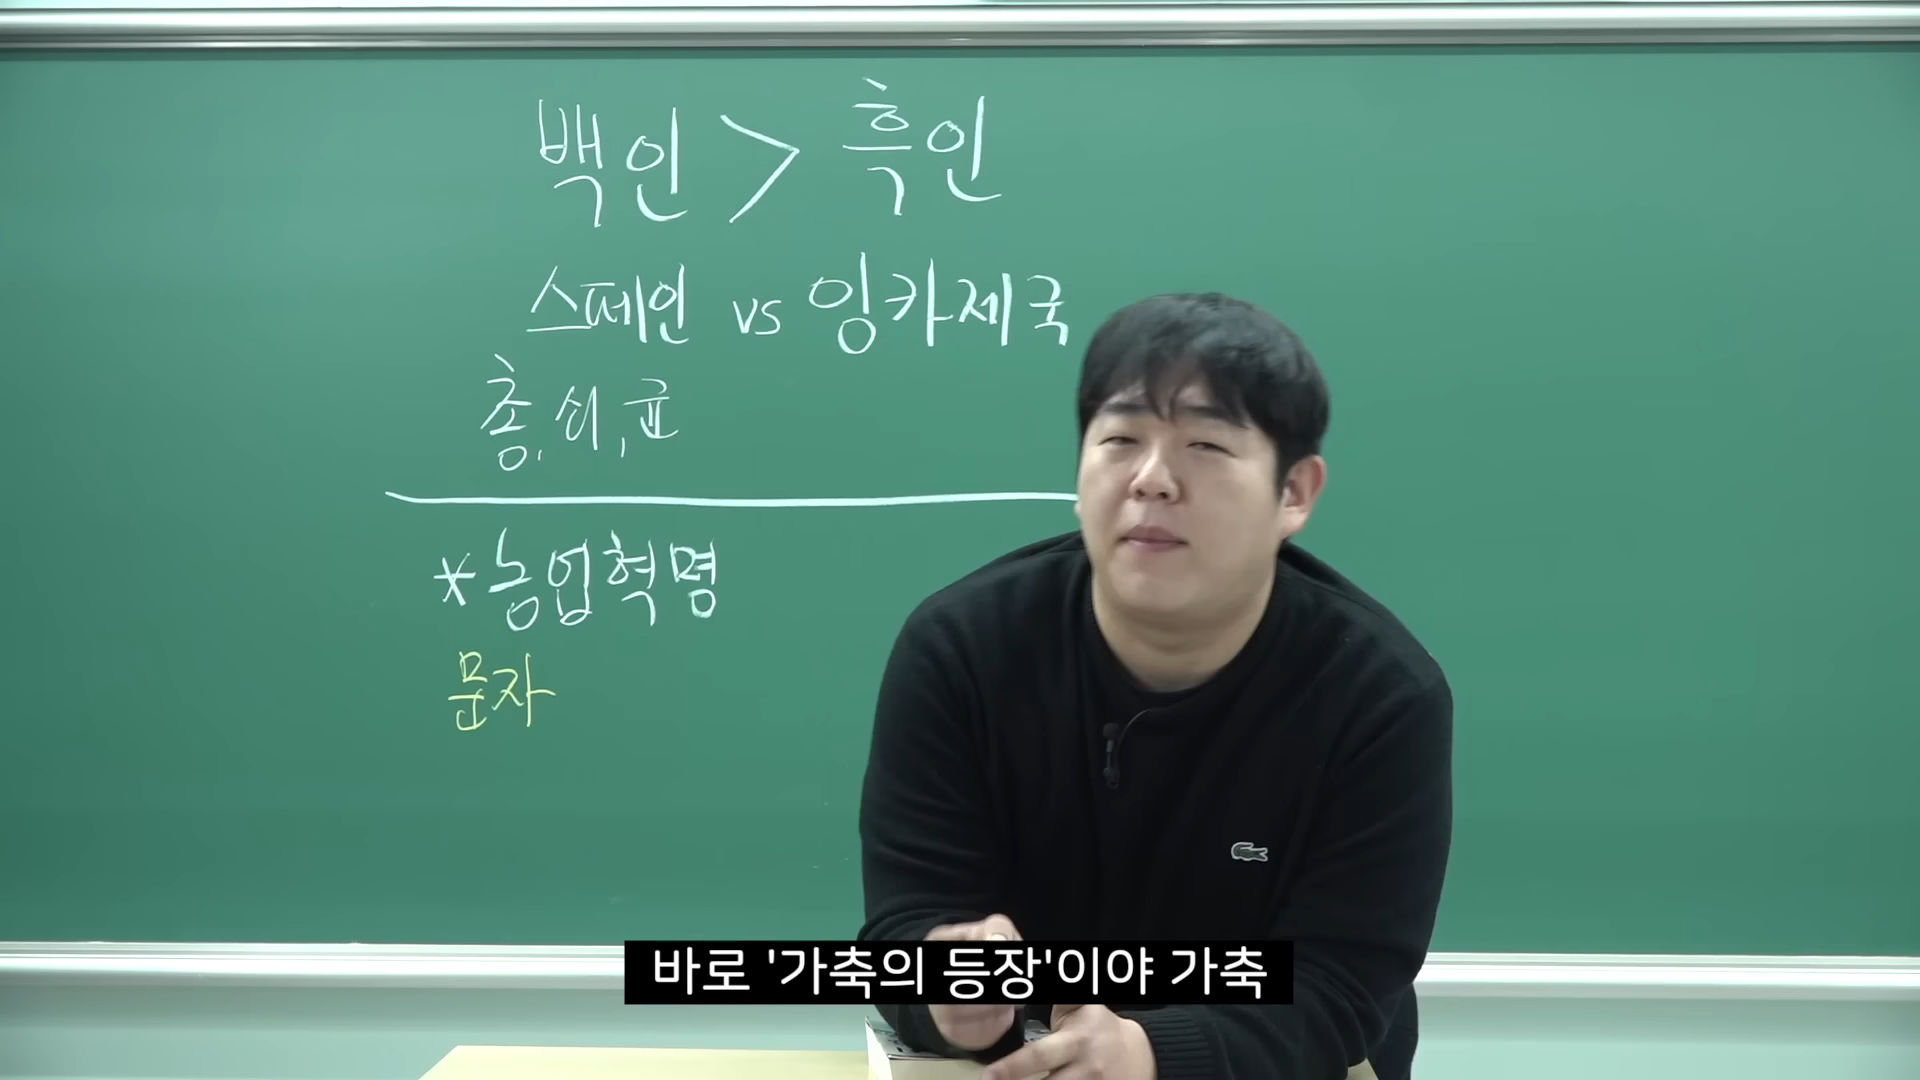 백인 > 흑인
스페인 vs 잉카제국
총, 쇠, 균
*농업혁명
문자
바로 '가축의 등장'이야 가축